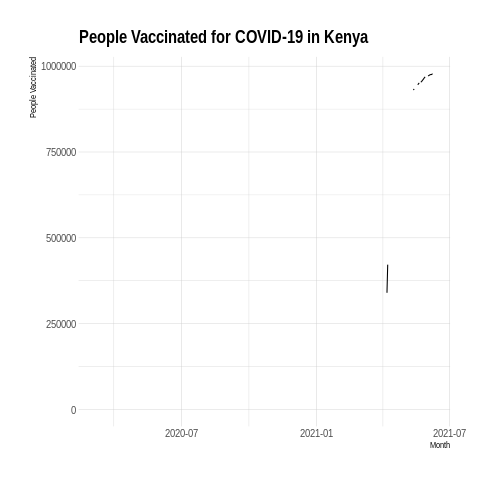 People Vaccinated for COVID-19 in Kenya
People Vaccinated
1000000
750000
500000
250000
0
2020-07
2021-01
2021-07
Month